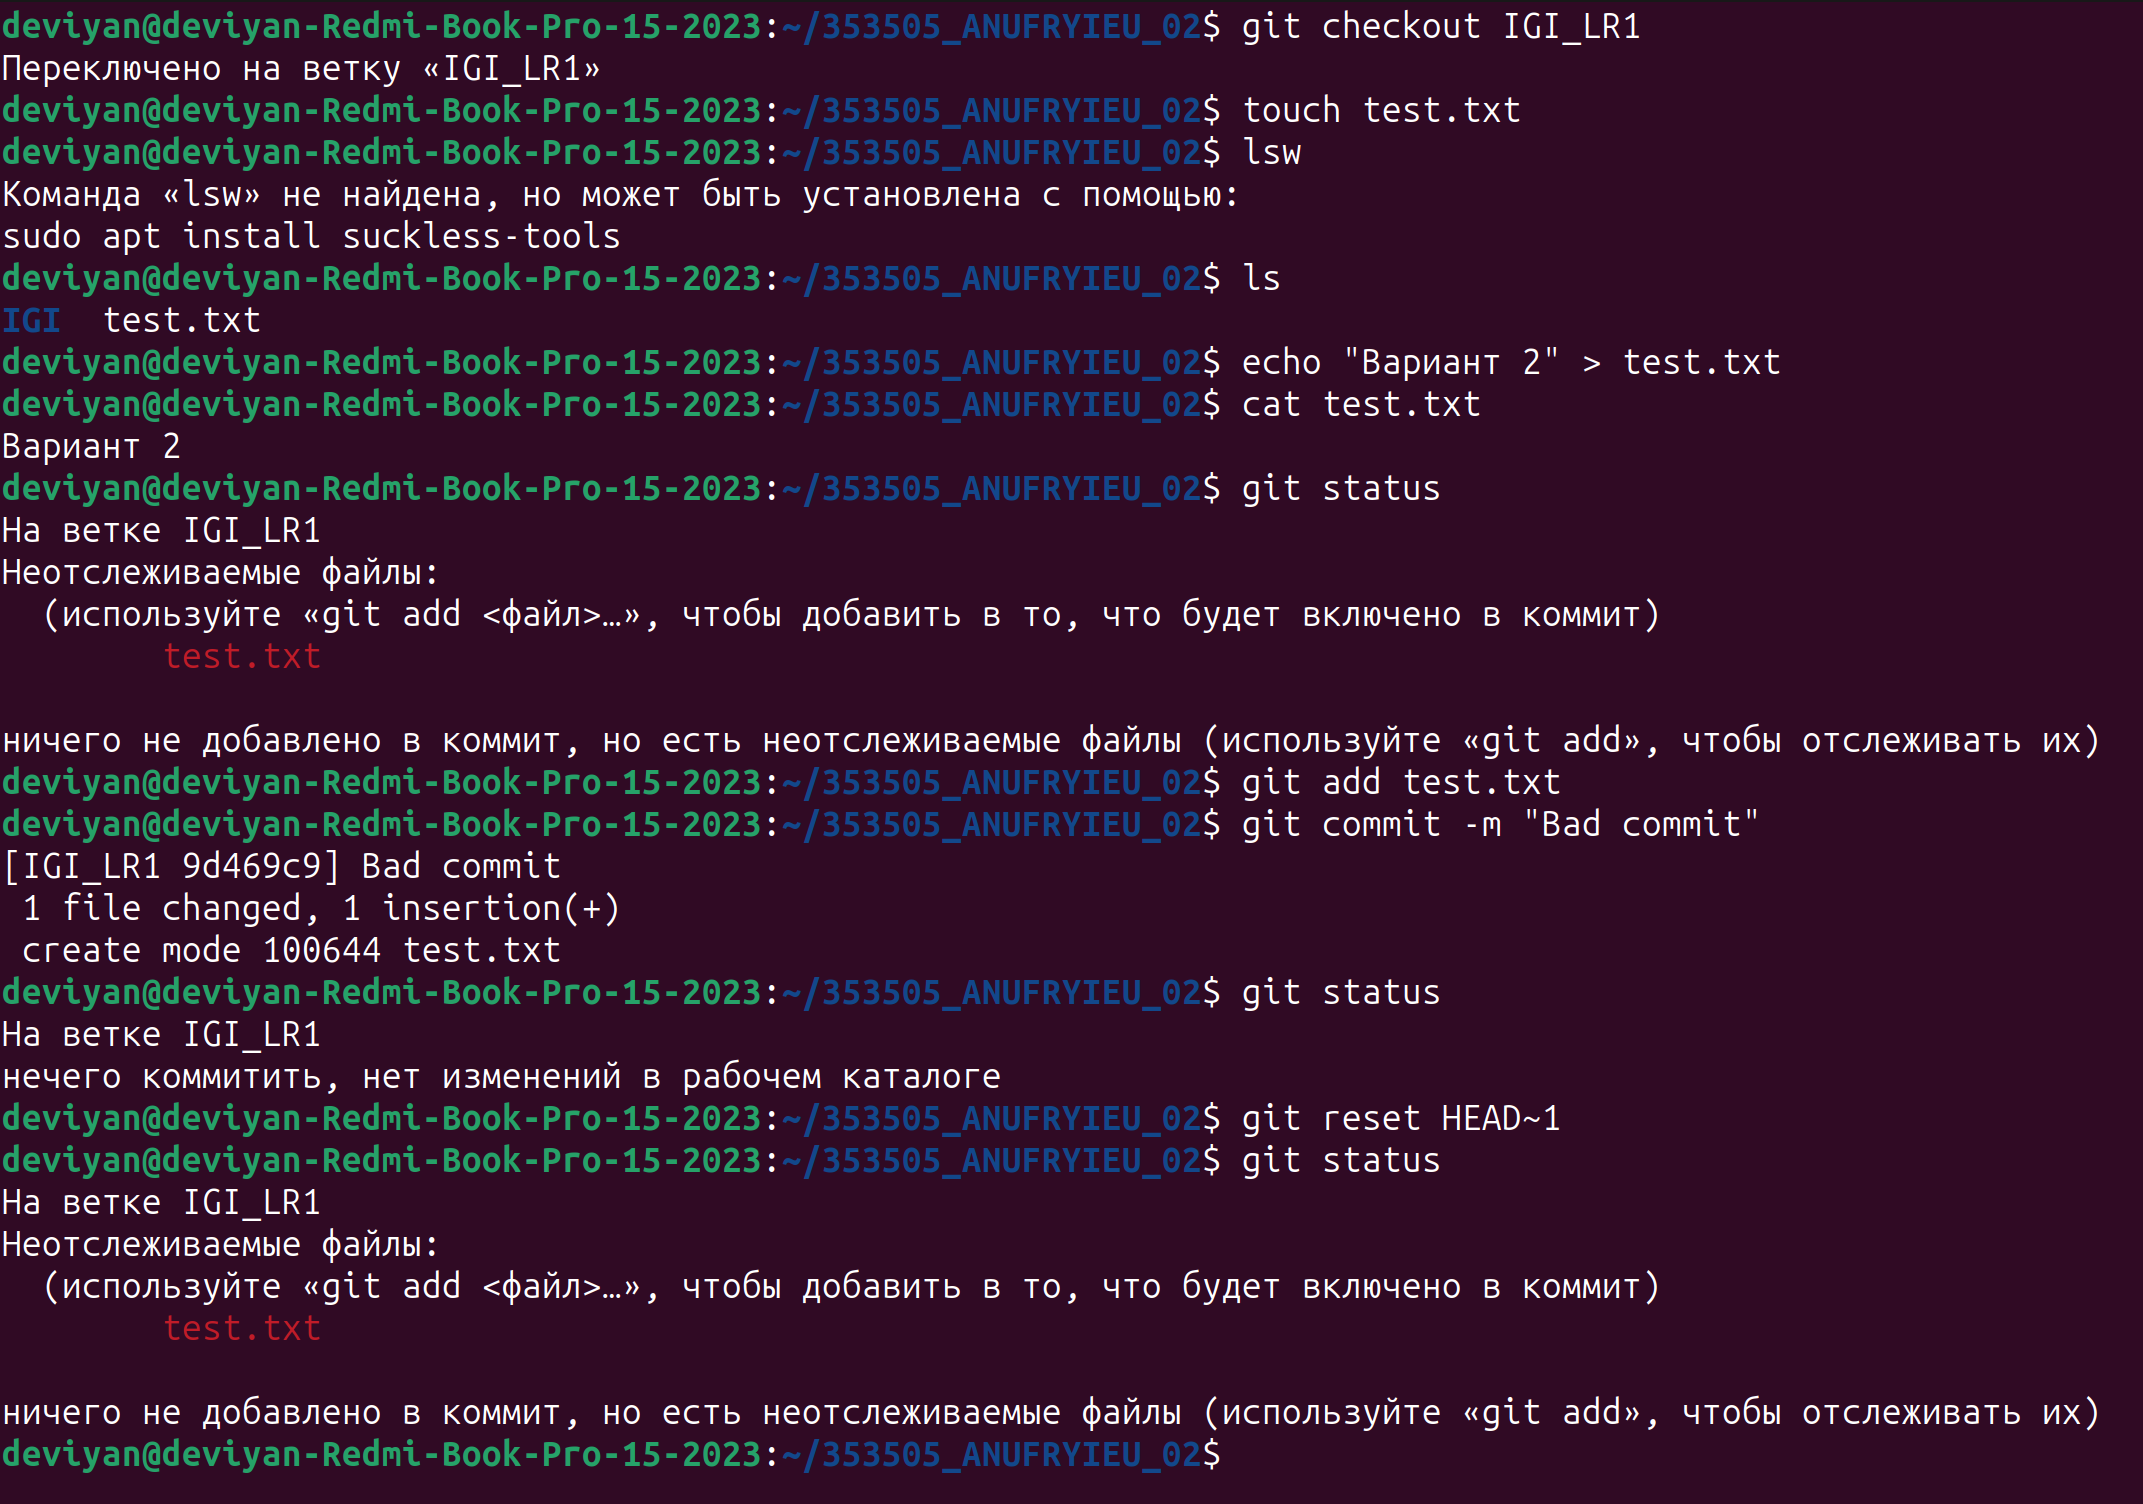 deviyan@deviyan-Redmi-Book-Pro-15-2023:~/353505_ANUFRYIEU_02$ git checkout IGI_LR1
Переключено на ветку «IGI_LR1»
deviyan@deviyan-Redmi-Book-Pro-15-2023:~/353505_ANUFRYIEU_02$ touch test.txt
deviyan@deviyan-Redmi-Book-Pro-15-2023:~/353505_ANUFRYIEU_02$ lsw
Команда «lsw» не найдена, но может быть установлена с помощью:
sudo apt install suckless-tools
deviyan@deviyan-Redmi-Book-Pro-15-2023:~/353505_ANUFRYIEU_02$ ls
IGI  test.txt
deviyan@deviyan-Redmi-Book-Pro-15-2023:~/353505_ANUFRYIEU_02$ echo "Вариант 2" > test.txt
deviyan@deviyan-Redmi-Book-Pro-15-2023:~/353505_ANUFRYIEU_02$ cat test.txt
Вариант 2
deviyan@deviyan-Redmi-Book-Pro-15-2023:~/353505_ANUFRYIEU_02$ git status
На ветке IGI_LR1
Неотслеживаемые файлы:
  (используйте «git add <файл>…», чтобы добавить в то, что будет включено в коммит)
        test.txt

ничего не добавлено в коммит, но есть неотслеживаемые файлы (используйте «git add», чтобы отслеживать их)
deviyan@deviyan-Redmi-Book-Pro-15-2023:~/353505_ANUFRYIEU_02$ git add test.txt
deviyan@deviyan-Redmi-Book-Pro-15-2023:~/353505_ANUFRYIEU_02$ git commit -m "Bad commit"
[IGI_LR1 9d469c9] Bad commit
 1 file changed, 1 insertion(+)
 create mode 100644 test.txt
deviyan@deviyan-Redmi-Book-Pro-15-2023:~/353505_ANUFRYIEU_02$ git status
На ветке IGI_LR1
нечего коммитить, нет изменений в рабочем каталоге
deviyan@deviyan-Redmi-Book-Pro-15-2023:~/353505_ANUFRYIEU_02$ git reset HEAD~1
deviyan@deviyan-Redmi-Book-Pro-15-2023:~/353505_ANUFRYIEU_02$ git status
На ветке IGI_LR1
Неотслеживаемые файлы:
  (используйте «git add <файл>…», чтобы добавить в то, что будет включено в коммит)
        test.txt

ничего не добавлено в коммит, но есть неотслеживаемые файлы (используйте «git add», чтобы отслеживать их)
deviyan@deviyan-Redmi-Book-Pro-15-2023:~/353505_ANUFRYIEU_02$